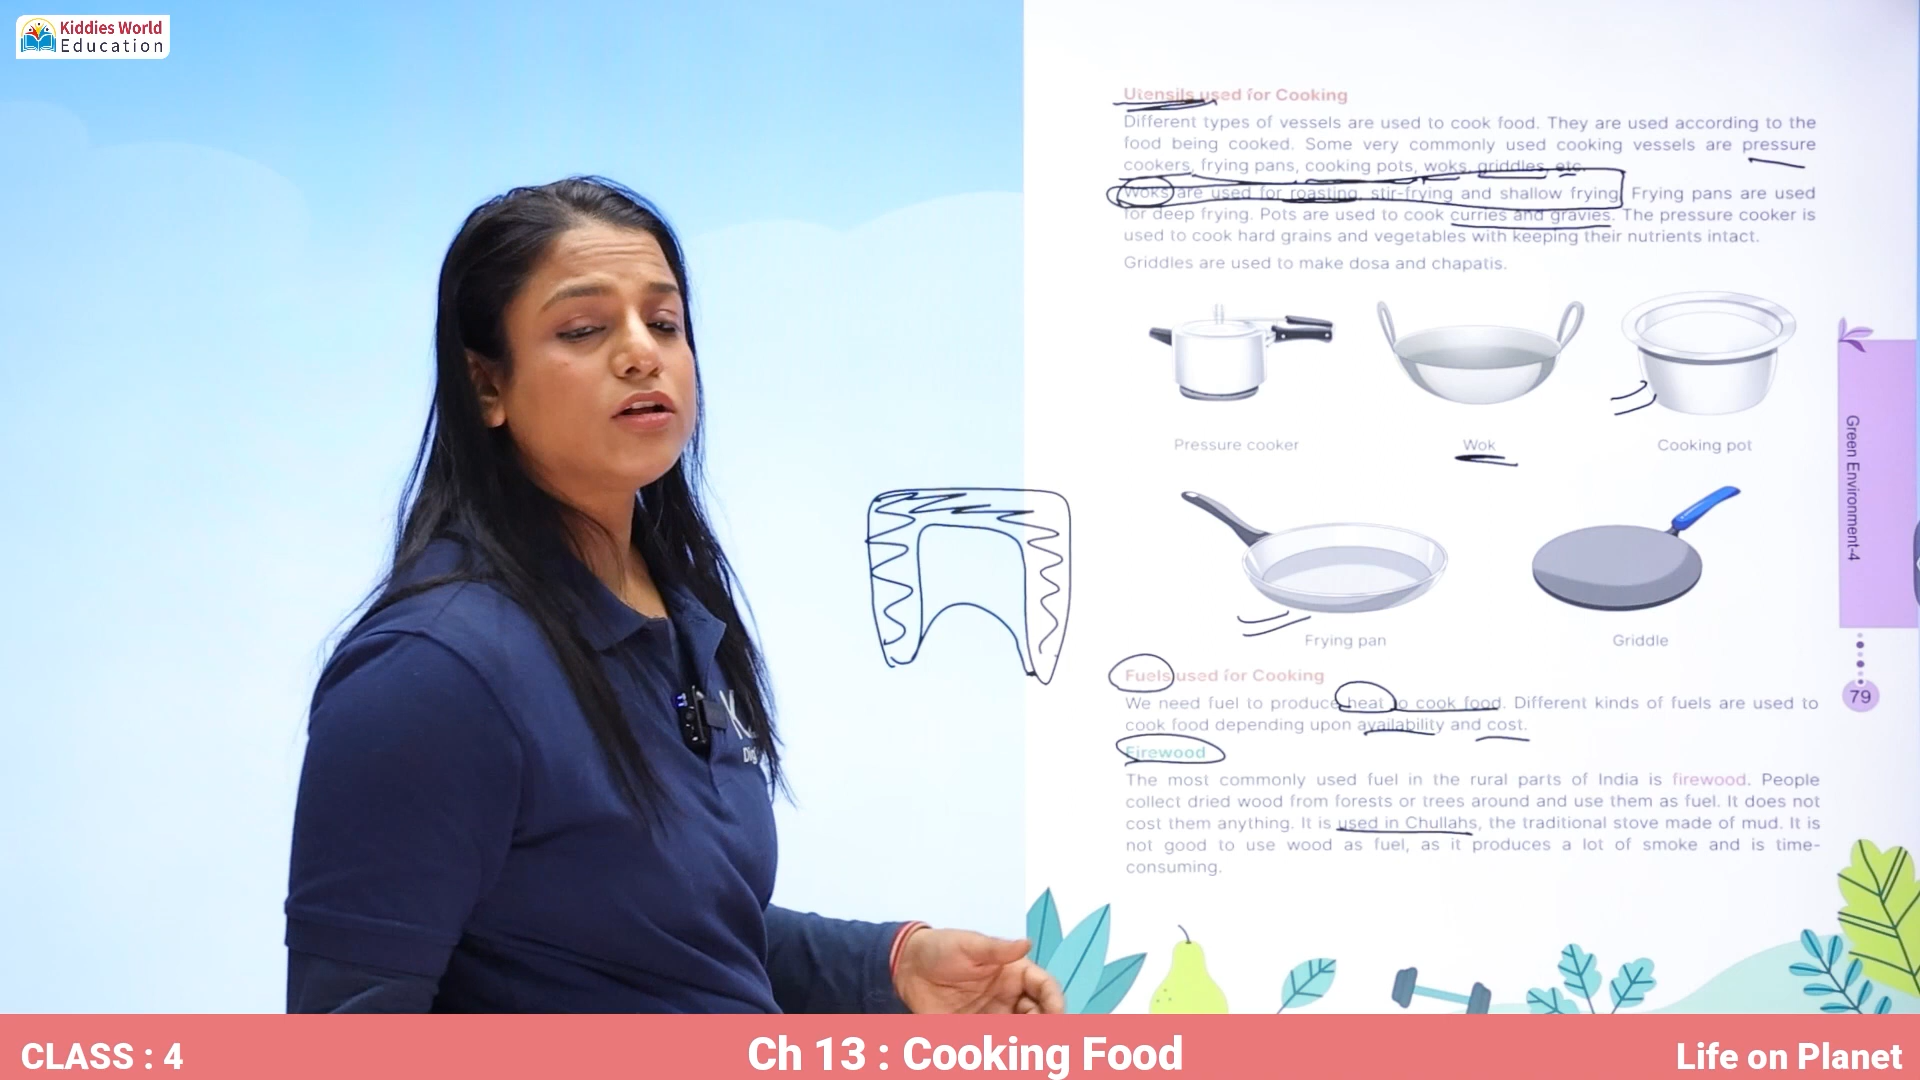 Kiddies World
Education
Utensils used for Cooking
Different types of vessels are used to cook food. They are used according to the
food being cooked. Some very commonly used cooking vessels are pressure
cookers, frying pans, cooking pots, woks, griddles, etc.
Woks are used for roasting, stir-frying and shallow frying. Frying pans are used
for deep frying. Pots are used to cook curries and gravies. The pressure cooker is
used to cook hard grains and vegetables with keeping their nutrients intact.
Griddles are used to make dosa and chapatis.
Pressure cooker
Wok
Cooking pot
Frying pan
Griddle
Fuels used for Cooking
We need fuel to produce heat to cook food. Different kinds of fuels are used to
cook food depending upon availability and cost.
Firewood
The most commonly used fuel in the rural parts of India is firewood. People
collect dried wood from forests or trees around and use them as fuel. It does not
cost them anything. It is used in Chullahs, the traditional stove made of mud. It is
not good to use wood as fuel, as it produces a lot of smoke and is time-
consuming.
Green Environment-4
79
CLASS : 4
Ch 13 : Cooking Food
Life on Planet